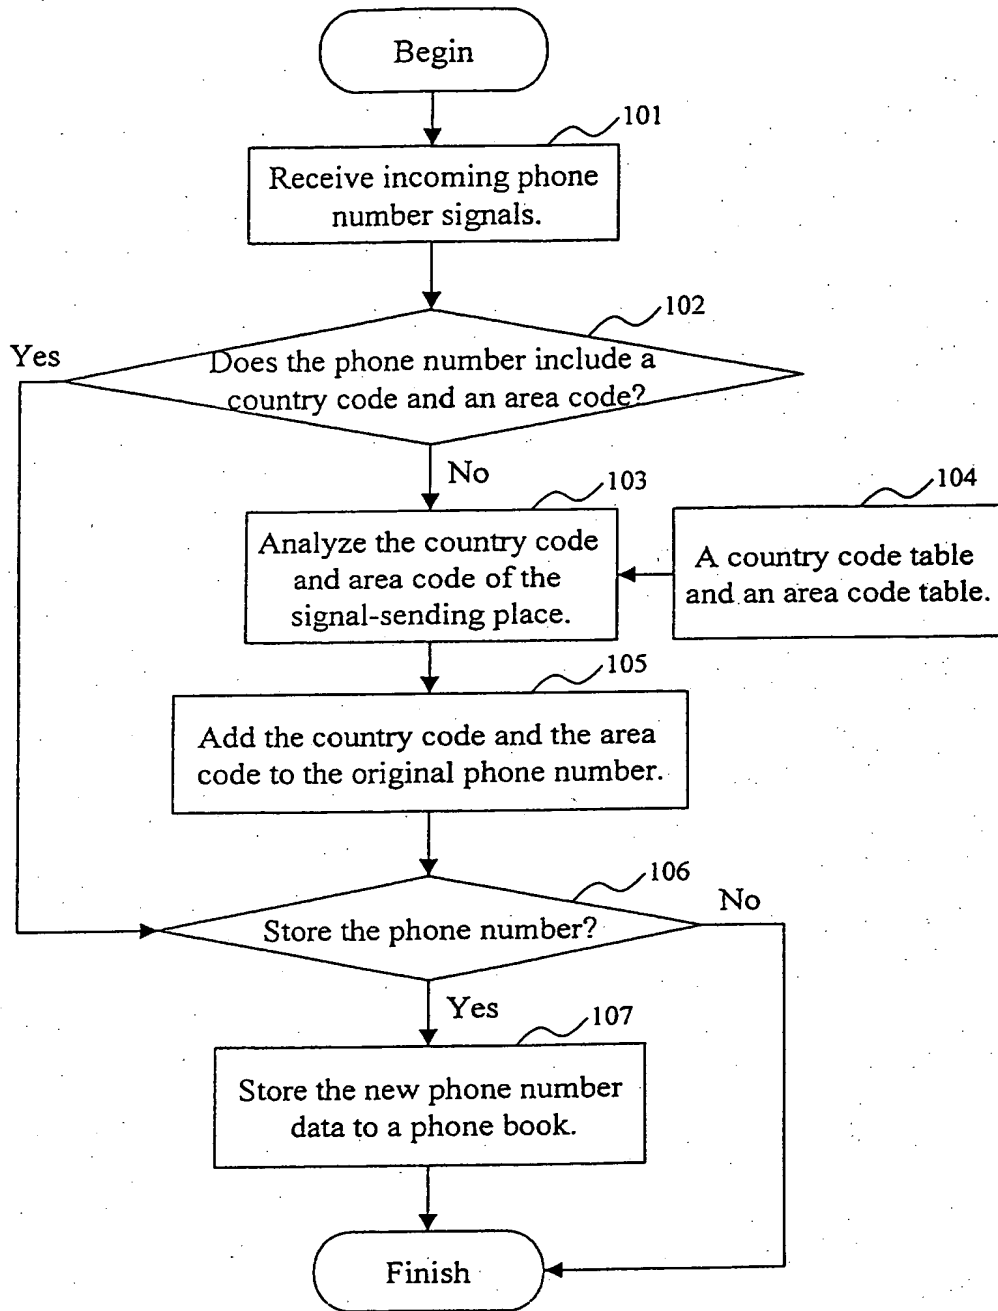 Begin
101
Receive incoming phone
number signals.
102
Yes
Does the phone number include a
country code and an area code?
No
103
104
Analyze the country code
and area code of the
signal-sending place.
A country code table
and an area code table.
105
Add the country code and the area
code to the original phone number.
106
No
Store the phone number?
Yes
107
Store the new phone number
data to a phone book.
Finish